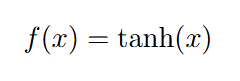 f(x) = tanh(x)